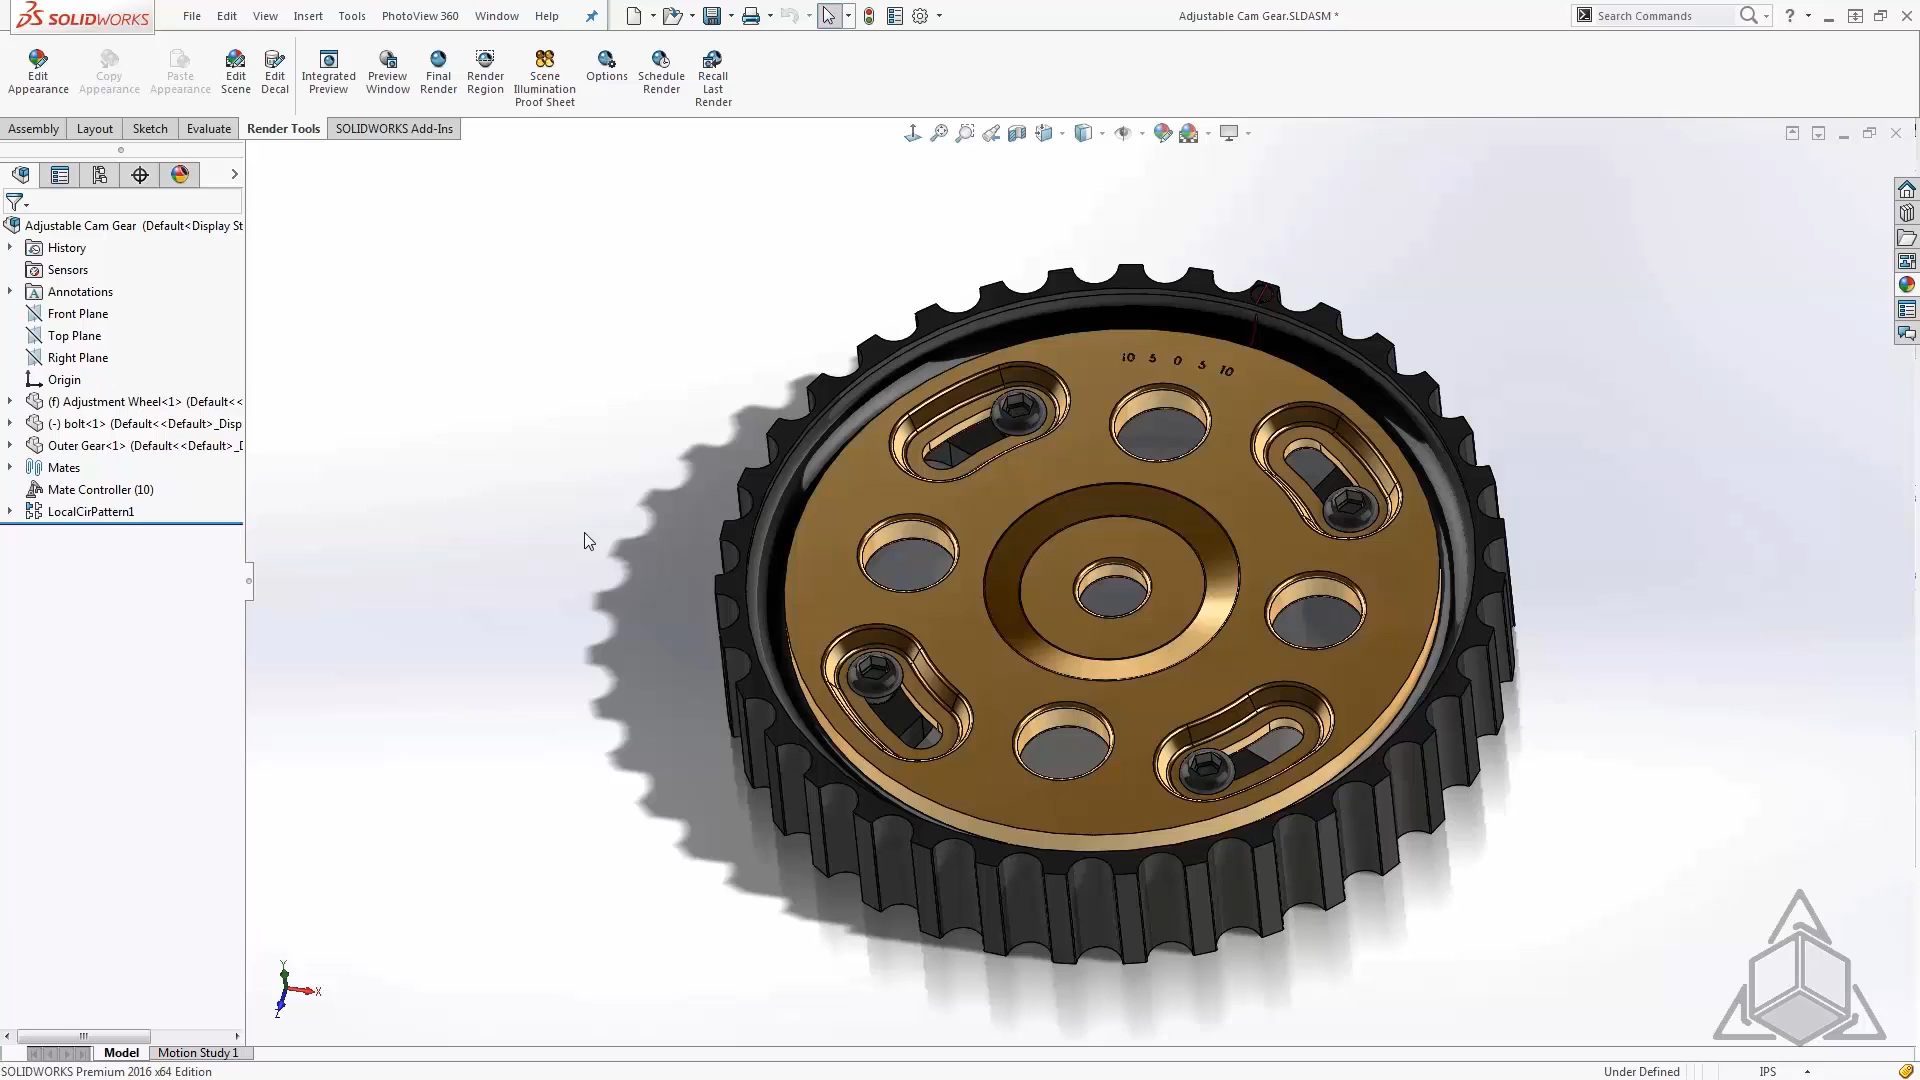 SOLIDWORKS
File Edit View Insert Tools PhotoView 360 Window Help
Adjustable Cam Gear.SLDASM *
Search Commands
Edit Appearance
Copy Appearance
Paste Appearance
Edit Scene
Edit Decal
Integrated Preview
Preview Window
Final Render
Render Region
Scene Illumination Proof Sheet
Options
Schedule Render
Recall Last Render
Assembly Layout Sketch Evaluate Render Tools SOLIDWORKS Add-Ins
Adjustable Cam Gear (Default<Display St
History
Sensors
Annotations
Front Plane
Top Plane
Right Plane
Origin
(f) Adjustment Wheel<1> (Default<<
(-) bolt<1> (Default<<Default>_Disp
Outer Gear<1> (Default<<Default>_D
Mates
Mate Controller (10)
LocalCirPattern1
10 5 0 5 10
Y
X
Z
Model Motion Study 1
SOLIDWORKS Premium 2016 x64 Edition
Under Defined
IPS